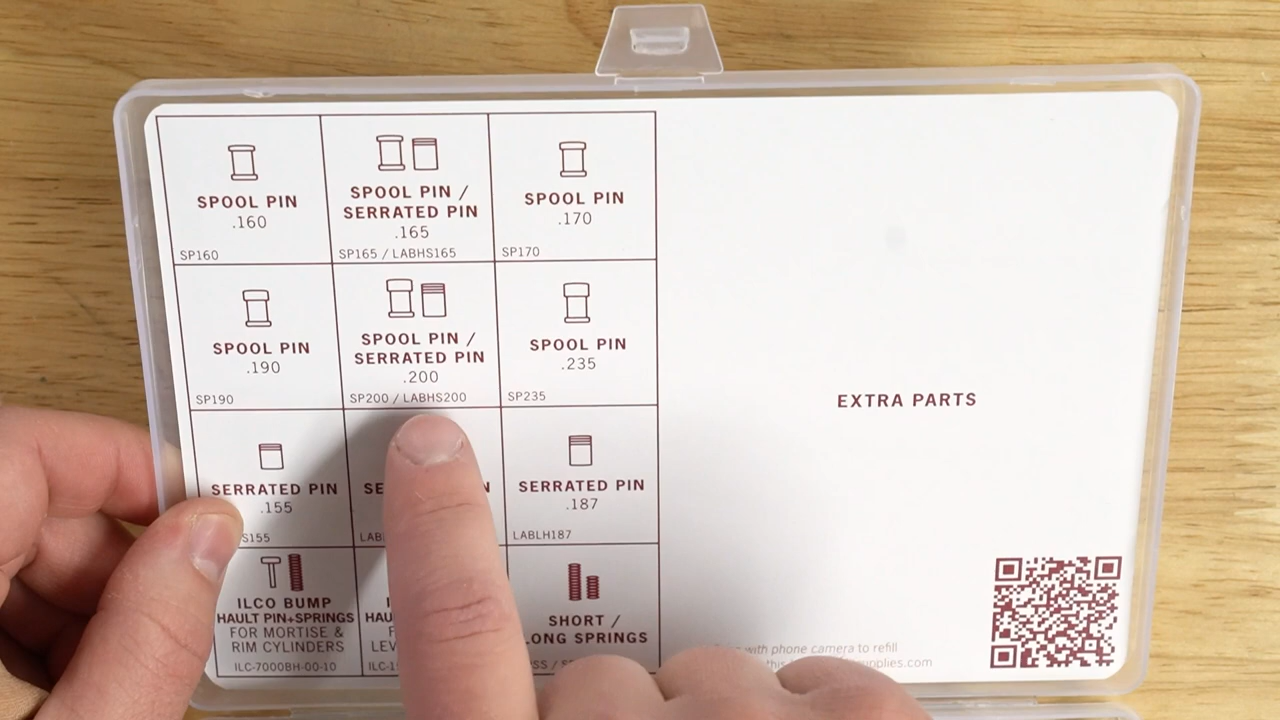 SPOOL PIN
.160
SP160
SPOOL PIN /
SERRATED PIN
.165
SP165 / LABHS165
SPOOL PIN
.170
SP170
SPOOL PIN
.190
SP190
SPOOL PIN /
SERRATED PIN
.200
SP200 / LABHS200
SPOOL PIN
.235
SP235
SERRATED PIN
.155
S155
SERRATED PIN
.187
LABLH187
ILCO BUMP
HAULT PIN+SPRINGS
FOR MORTISE &
RIM CYLINDERS
ILC-7000BH-00-10
SHORT /
LONG SPRINGS
EXTRA PARTS
with phone camera to refill
this